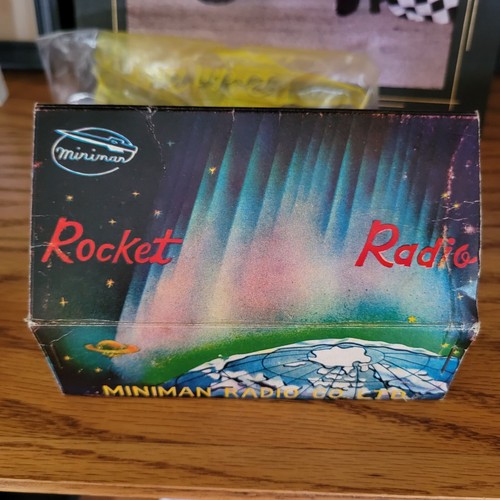 Miniman
Rocket Radio
MINIMAN RADIO CO. LTD.